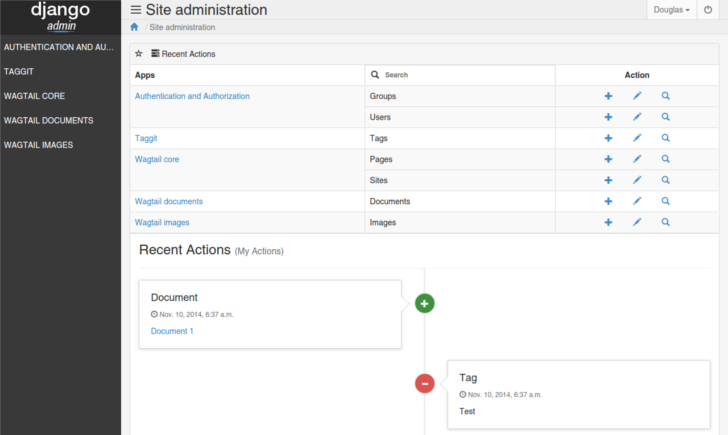 django
admin
AUTHENTICATION AND AU...
TAGGIT
WAGTAIL CORE
WAGTAIL DOCUMENTS
WAGTAIL IMAGES
Site administration
Douglas
/ Site administration
Recent Actions
Apps Search Action
Authentication and Authorization Groups
Users
Taggit Tags
Wagtail core Pages
Sites
Wagtail documents Documents
Wagtail images Images
Recent Actions (My Actions)
Document
Nov. 10, 2014, 6:37 a.m.
Document 1
Tag
Nov. 10, 2014, 6:37 a.m.
Test